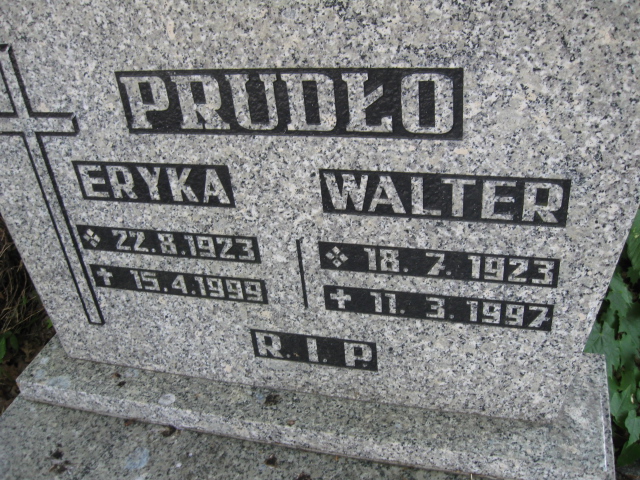 PRUDŁO
ERYKA
22.8.1923
15.4.1999
WALTER
18. 7. 1923
11. 3. 1997
R. I. P.